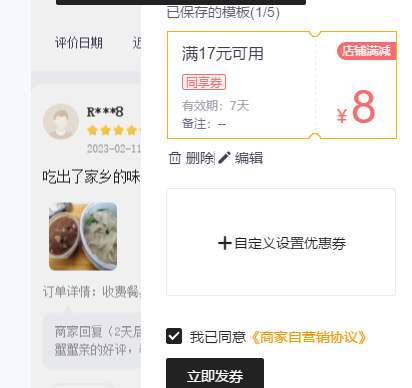 已保存的模板(1/5)
评价日期
近
满17元可用
店铺满减
同享券
¥8
有效期：7天
备注：--
R***8
2023-02-11
吃出了家乡的味
删除
编辑
自定义设置优惠券
订单详情：收费餐
商家回复（2天后
蟹蟹亲的好评，
我已同意《商家自营销协议》
立即发券